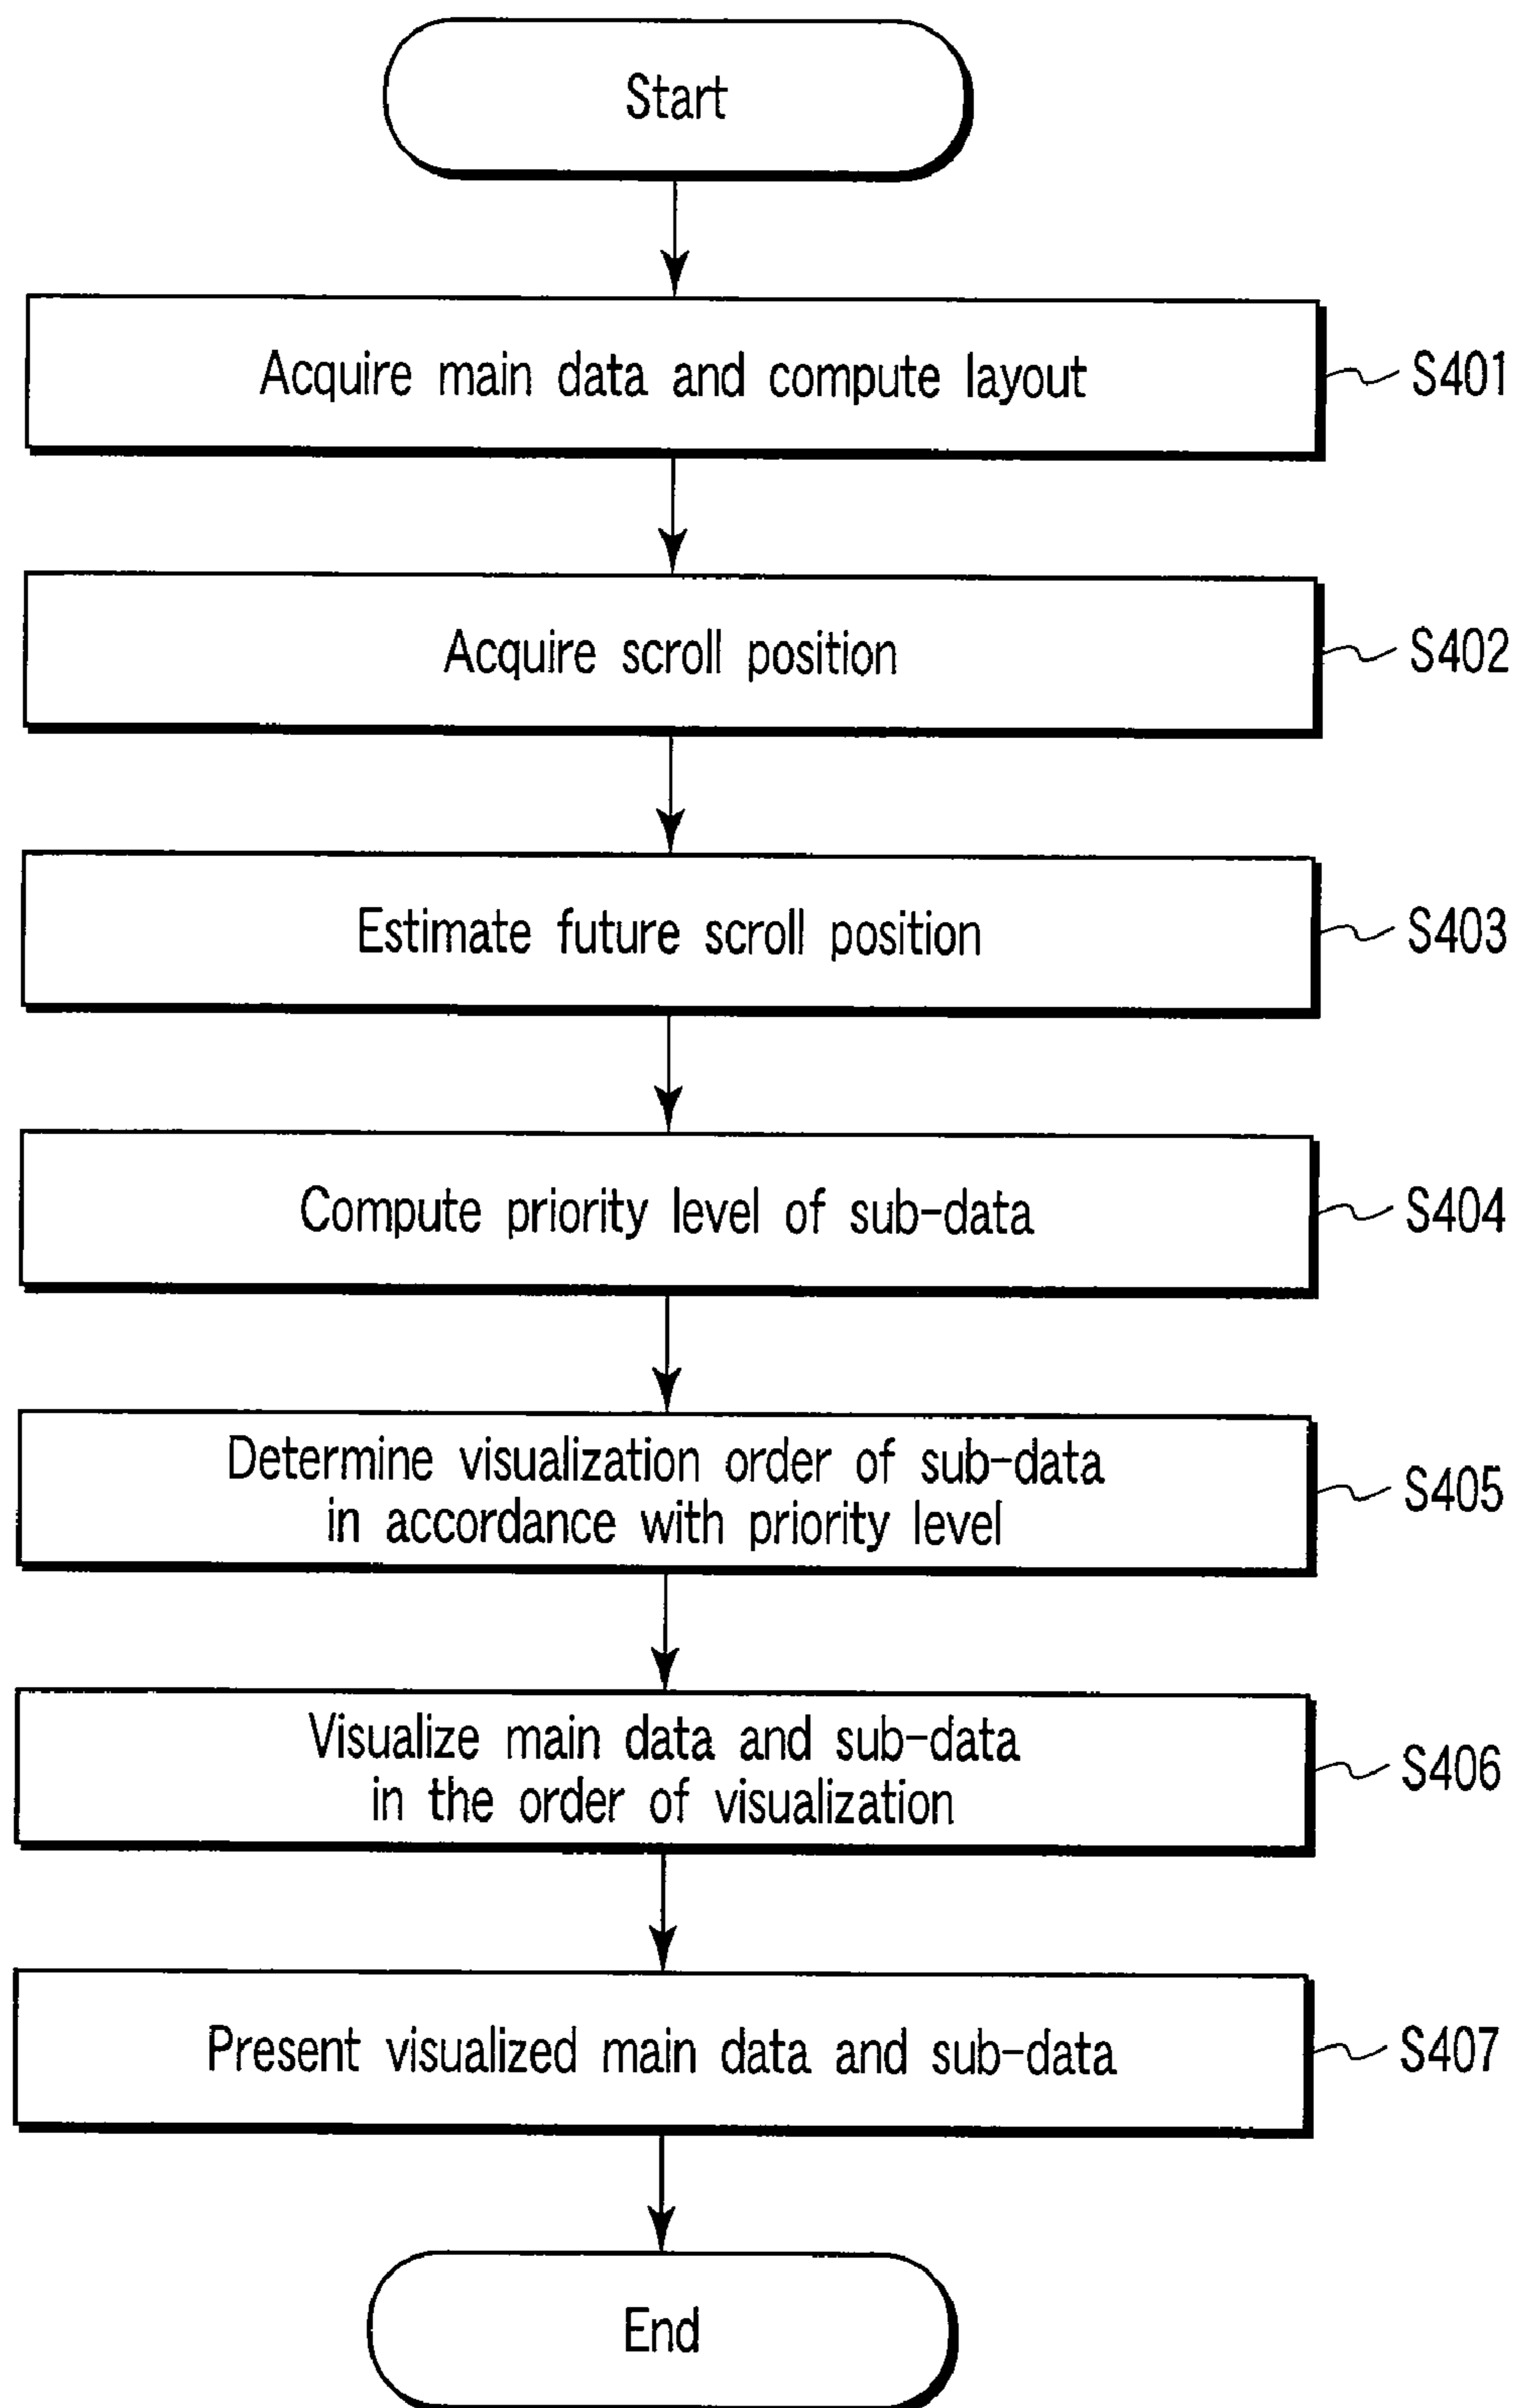 Start
Acquire main data and compute layout
S401
Acquire scroll position
S402
Estimate future scroll position
S403
Compute priority level of sub-data
S404
Determine visualization order of sub-data
in accordance with priority level
S405
Visualize main data and sub-data
in the order of visualization
S406
Present visualized main data and sub-data
S407
End